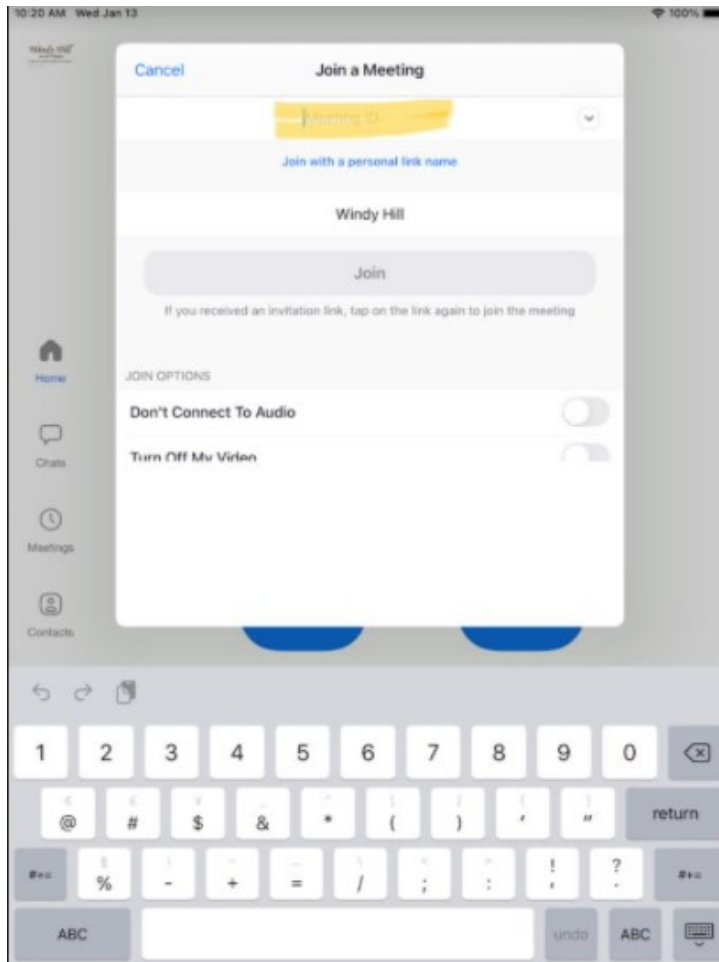 10:20 AM Wed Jan 13
100%
Windy Hill
Cancel
Join a Meeting
Meeting ID
Join with a personal link name
Windy Hill
Join
If you received an invitation link, tap on the link again to join the meeting
Home
JOIN OPTIONS
Don't Connect To Audio
Chats
Turn Off My Video
Meetings
Contacts
1 2 3 4 5 6 7 8 9 0
@ # $ & * ( ) ' "
return
#+= % - + = / ; : ! , ? . #+=
ABC undo ABC